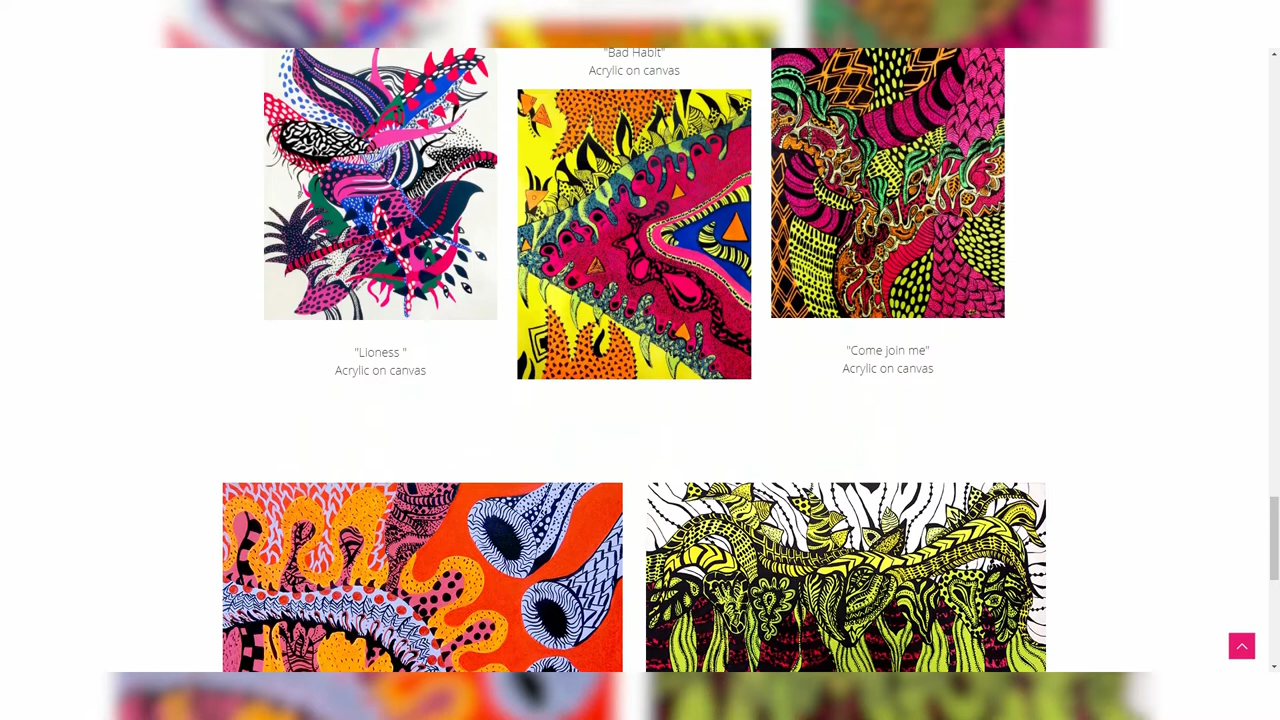 "Bad Habit"
Acrylic on canvas
"Lioness "
Acrylic on canvas
"Come join me"
Acrylic on canvas